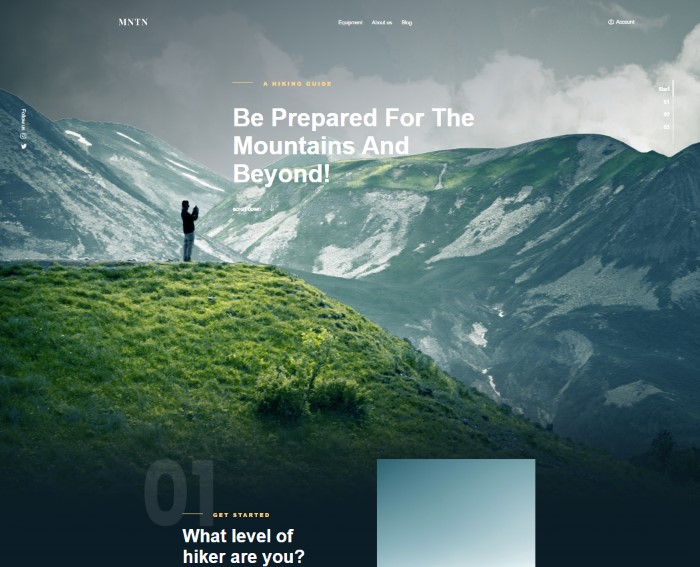 MNTN
Equipment
About us
Blog
Account
A HIKING GUIDE
Be Prepared For The
Mountains And
Beyond!
scroll down
Follow us
Start
01
02
03
01
GET STARTED
What level of
hiker are you?